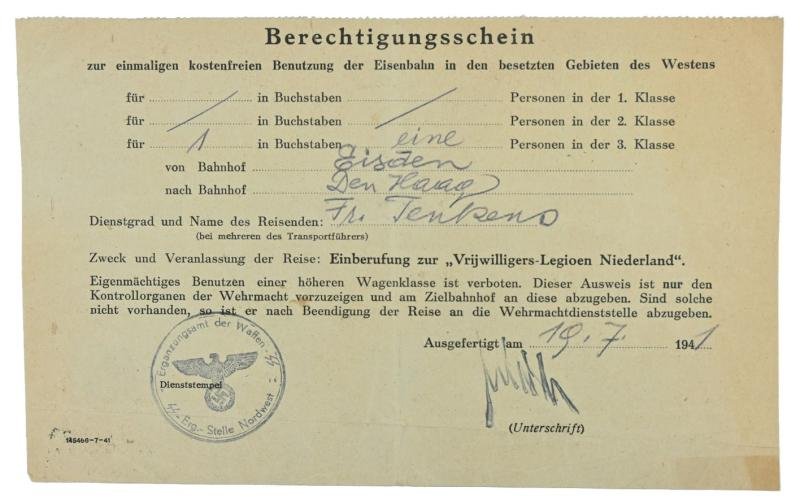 Berechtigungsschein
zur einmaligen kostenfreien Benutzung der Eisenbahn in den besetzten Gebieten des Westens
für / in Buchstaben / Personen in der 1. Klasse
für / in Buchstaben / Personen in der 2. Klasse
für 1 in Buchstaben eine Personen in der 3. Klasse
von Bahnhof Eisden
nach Bahnhof Den Haag
Dienstgrad und Name des Reisenden: Fr. Tenkens
(bei mehreren des Transportführers)
Zweck und Veranlassung der Reise: Einberufung zur „Vrijwilligers-Legioen Niederland".
Eigenmächtiges Benutzen einer höheren Wagenklasse ist verboten. Dieser Ausweis ist nur den
Kontrollorganen der Wehrmacht vorzuzeigen und am Zielbahnhof an diese abzugeben. Sind solche
nicht vorhanden, so ist er nach Beendigung der Reise an die Wehrmachtdienststelle abzugeben.
Ausgefertigt am 19.7. 1941
Ergänzungsamt der Waffen-SS
Dienststempel
SS-Erg.-Stelle Nordwest
(Unterschrift)
145466-7-41